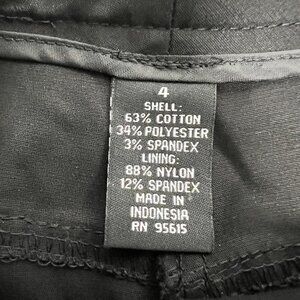 4
SHELL:
63% COTTON
34% POLYESTER
3% SPANDEX
LINING:
88% NYLON
12% SPANDEX
MADE IN
INDONESIA
RN 95615